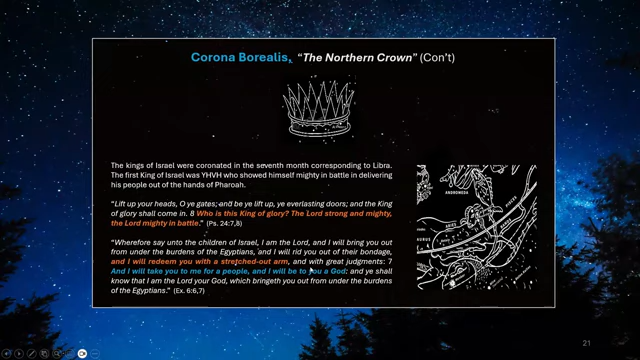 Corona Borealis, "The Northern Crown" (Con't)
The kings of Israel were coronated in the seventh month corresponding to Libra.
The first King of Israel was YHVH who showed himself mighty in battle in delivering
his people out of the hands of Pharoah.
"Lift up your heads, O ye gates; and be ye lift up, ye everlasting doors; and the King
of glory shall come in. 8 Who is this King of glory? The Lord strong and mighty,
the Lord mighty in battle." (Ps. 24:7,8)
"Wherefore say unto the children of Israel, I am the Lord, and I will bring you out
from under the burdens of the Egyptians, and I will rid you out of their bondage,
and I will redeem you with a stretched-out arm, and with great judgments: 7
And I will take you to me for a people, and I will be to you a God; and ye shall
know that I am the Lord your God, which bringeth you out from under the burdens
of the Egyptians." (Ex. 6:6,7)
ANDROMEDA
PISCES
ARIES
AURUS
21